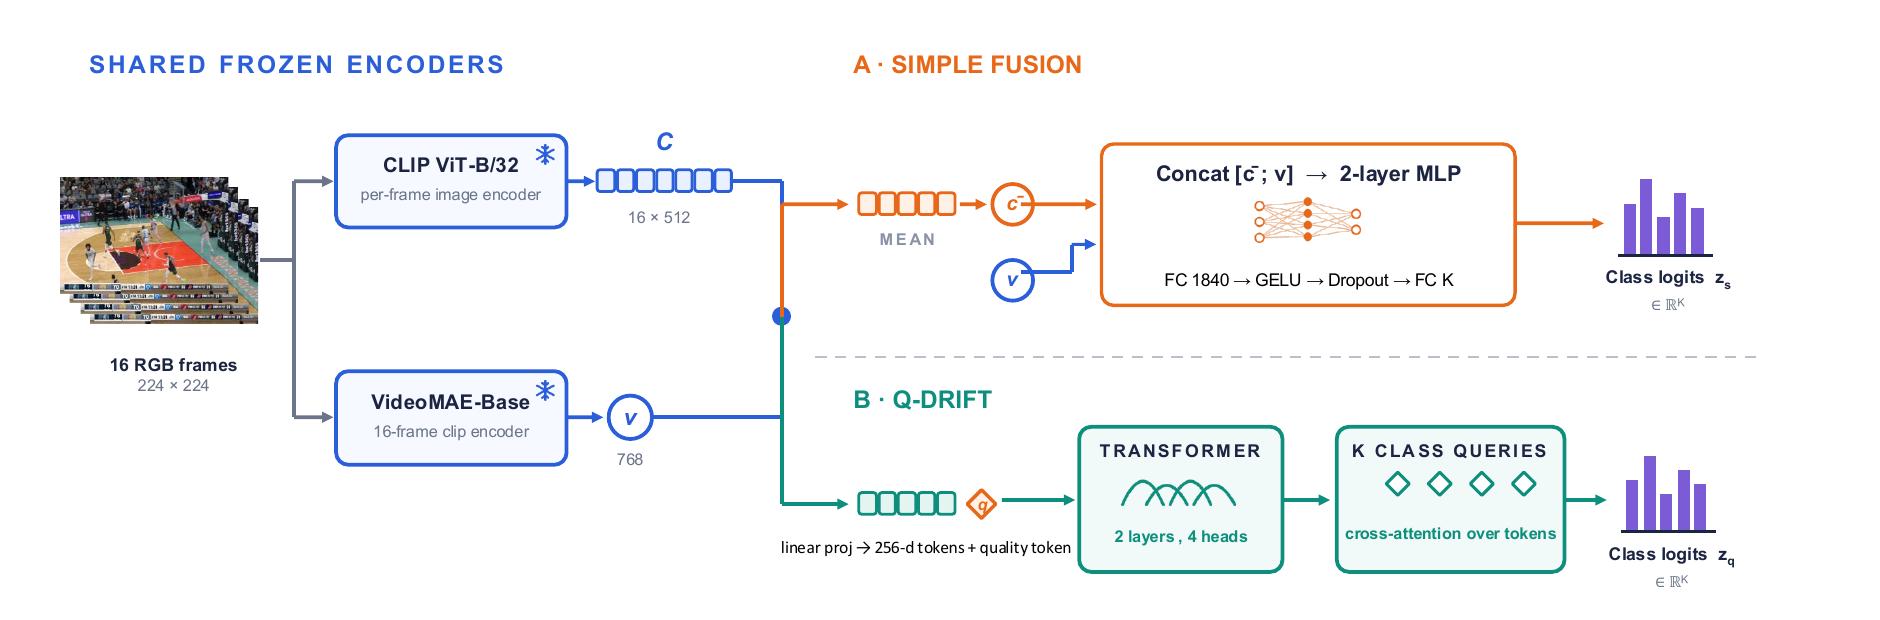 SHARED FROZEN ENCODERS
A · SIMPLE FUSION
CLIP ViT-B/32
per-frame image encoder
C
16 × 512
MEAN
c̄
v
Concat [c̄ ; v] → 2-layer MLP
FC 1840 → GELU → Dropout → FC K
Class logits z_s
∈ ℝᴷ
16 RGB frames
224 × 224
VideoMAE-Base
16-frame clip encoder
v
768
B · Q-DRIFT
q
linear proj → 256-d tokens + quality token
TRANSFORMER
2 layers , 4 heads
K CLASS QUERIES
cross-attention over tokens
Class logits z_q
∈ ℝᴷ